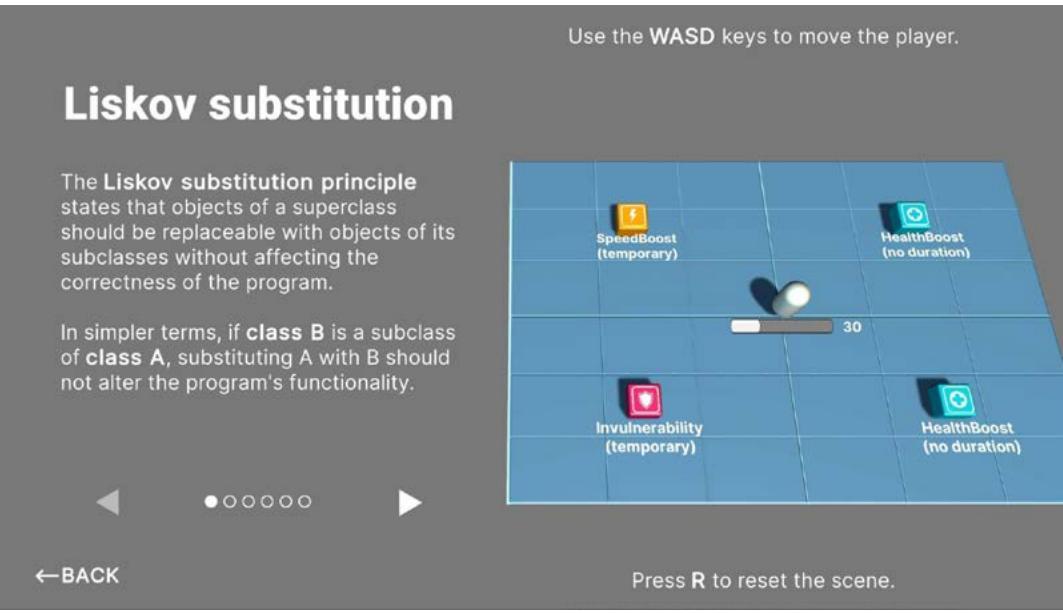 Use the WASD keys to move the player.
Liskov substitution
The Liskov substitution principle
states that objects of a superclass
should be replaceable with objects of its
subclasses without affecting the
correctness of the program.
In simpler terms, if class B is a subclass
of class A, substituting A with B should
not alter the program's functionality.
SpeedBoost
(temporary)
HealthBoost
(no duration)
30
Invulnerability
(temporary)
HealthBoost
(no duration)
←BACK
Press R to reset the scene.